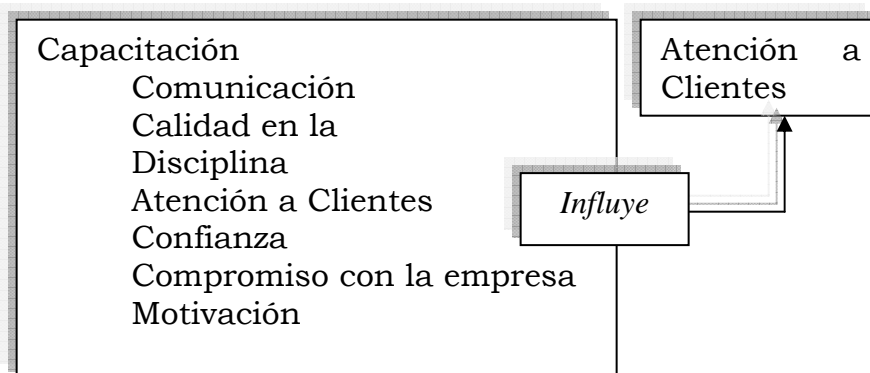 Capacitación
Comunicación
Calidad en la
Disciplina
Atención a Clientes
Confianza
Compromiso con la empresa
Motivación
Influye
Atención a
Clientes